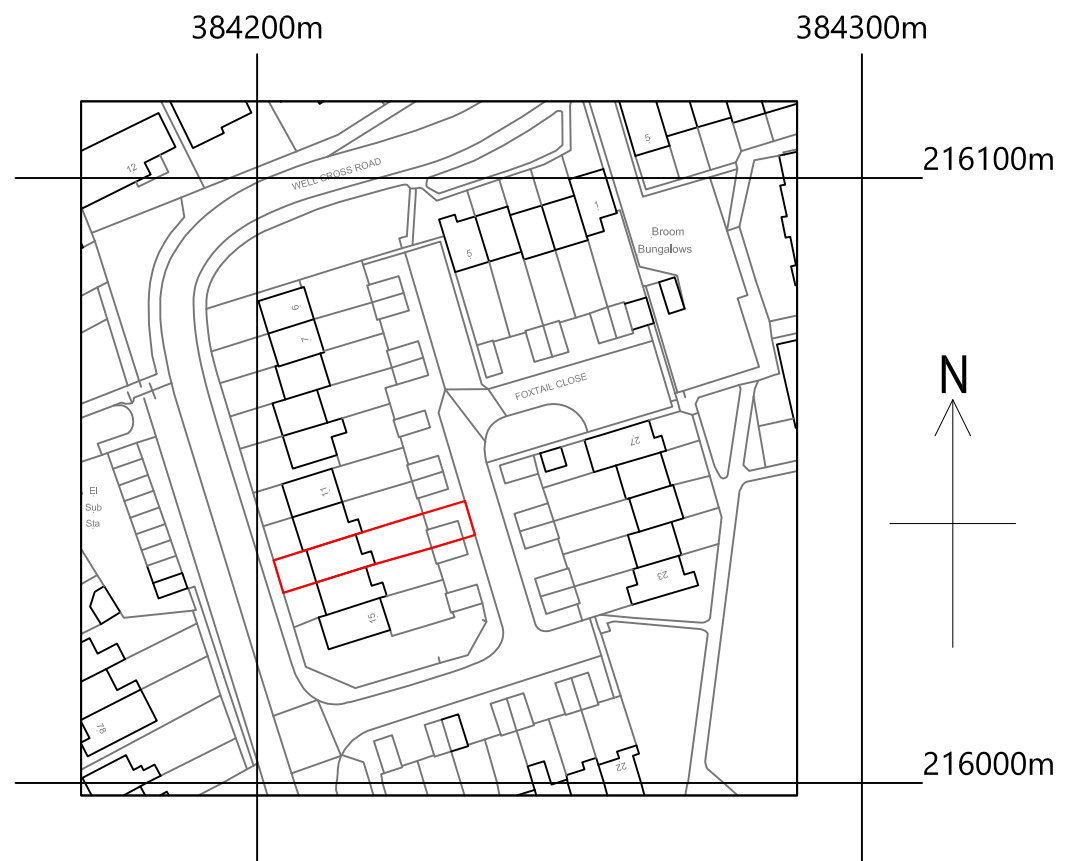 384200m
384300m
12
5
WELL CROSS ROAD
216100m
1
Broom
Bungalows
5
9
7
FOXTAIL CLOSE
N
27
El
Sub
Sta
11
23
15
78
22
216000m